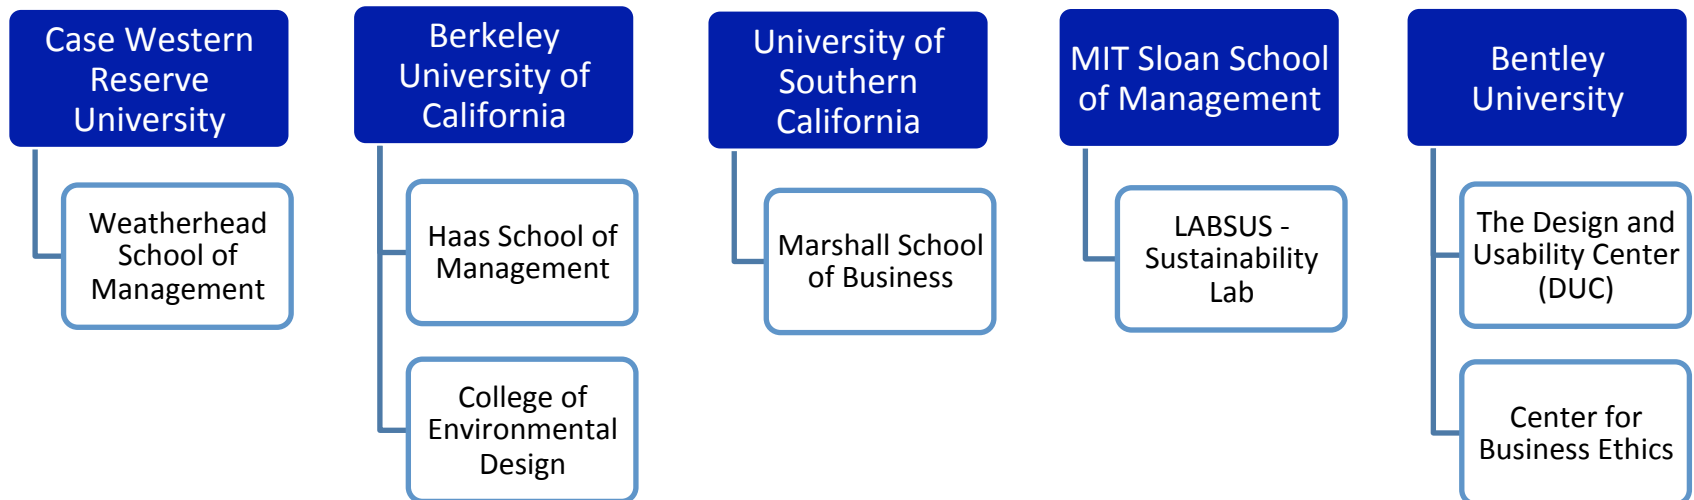 Case Western
Reserve
University
Weatherhead
School of
Management
Berkeley
University of
California
Haas School of
Management
College of
Environmental
Design
University of
Southern
California
Marshall School
of Business
MIT Sloan School
of Management
LABSUS -
Sustainability
Lab
Bentley
University
The Design and
Usability Center
(DUC)
Center for
Business Ethics